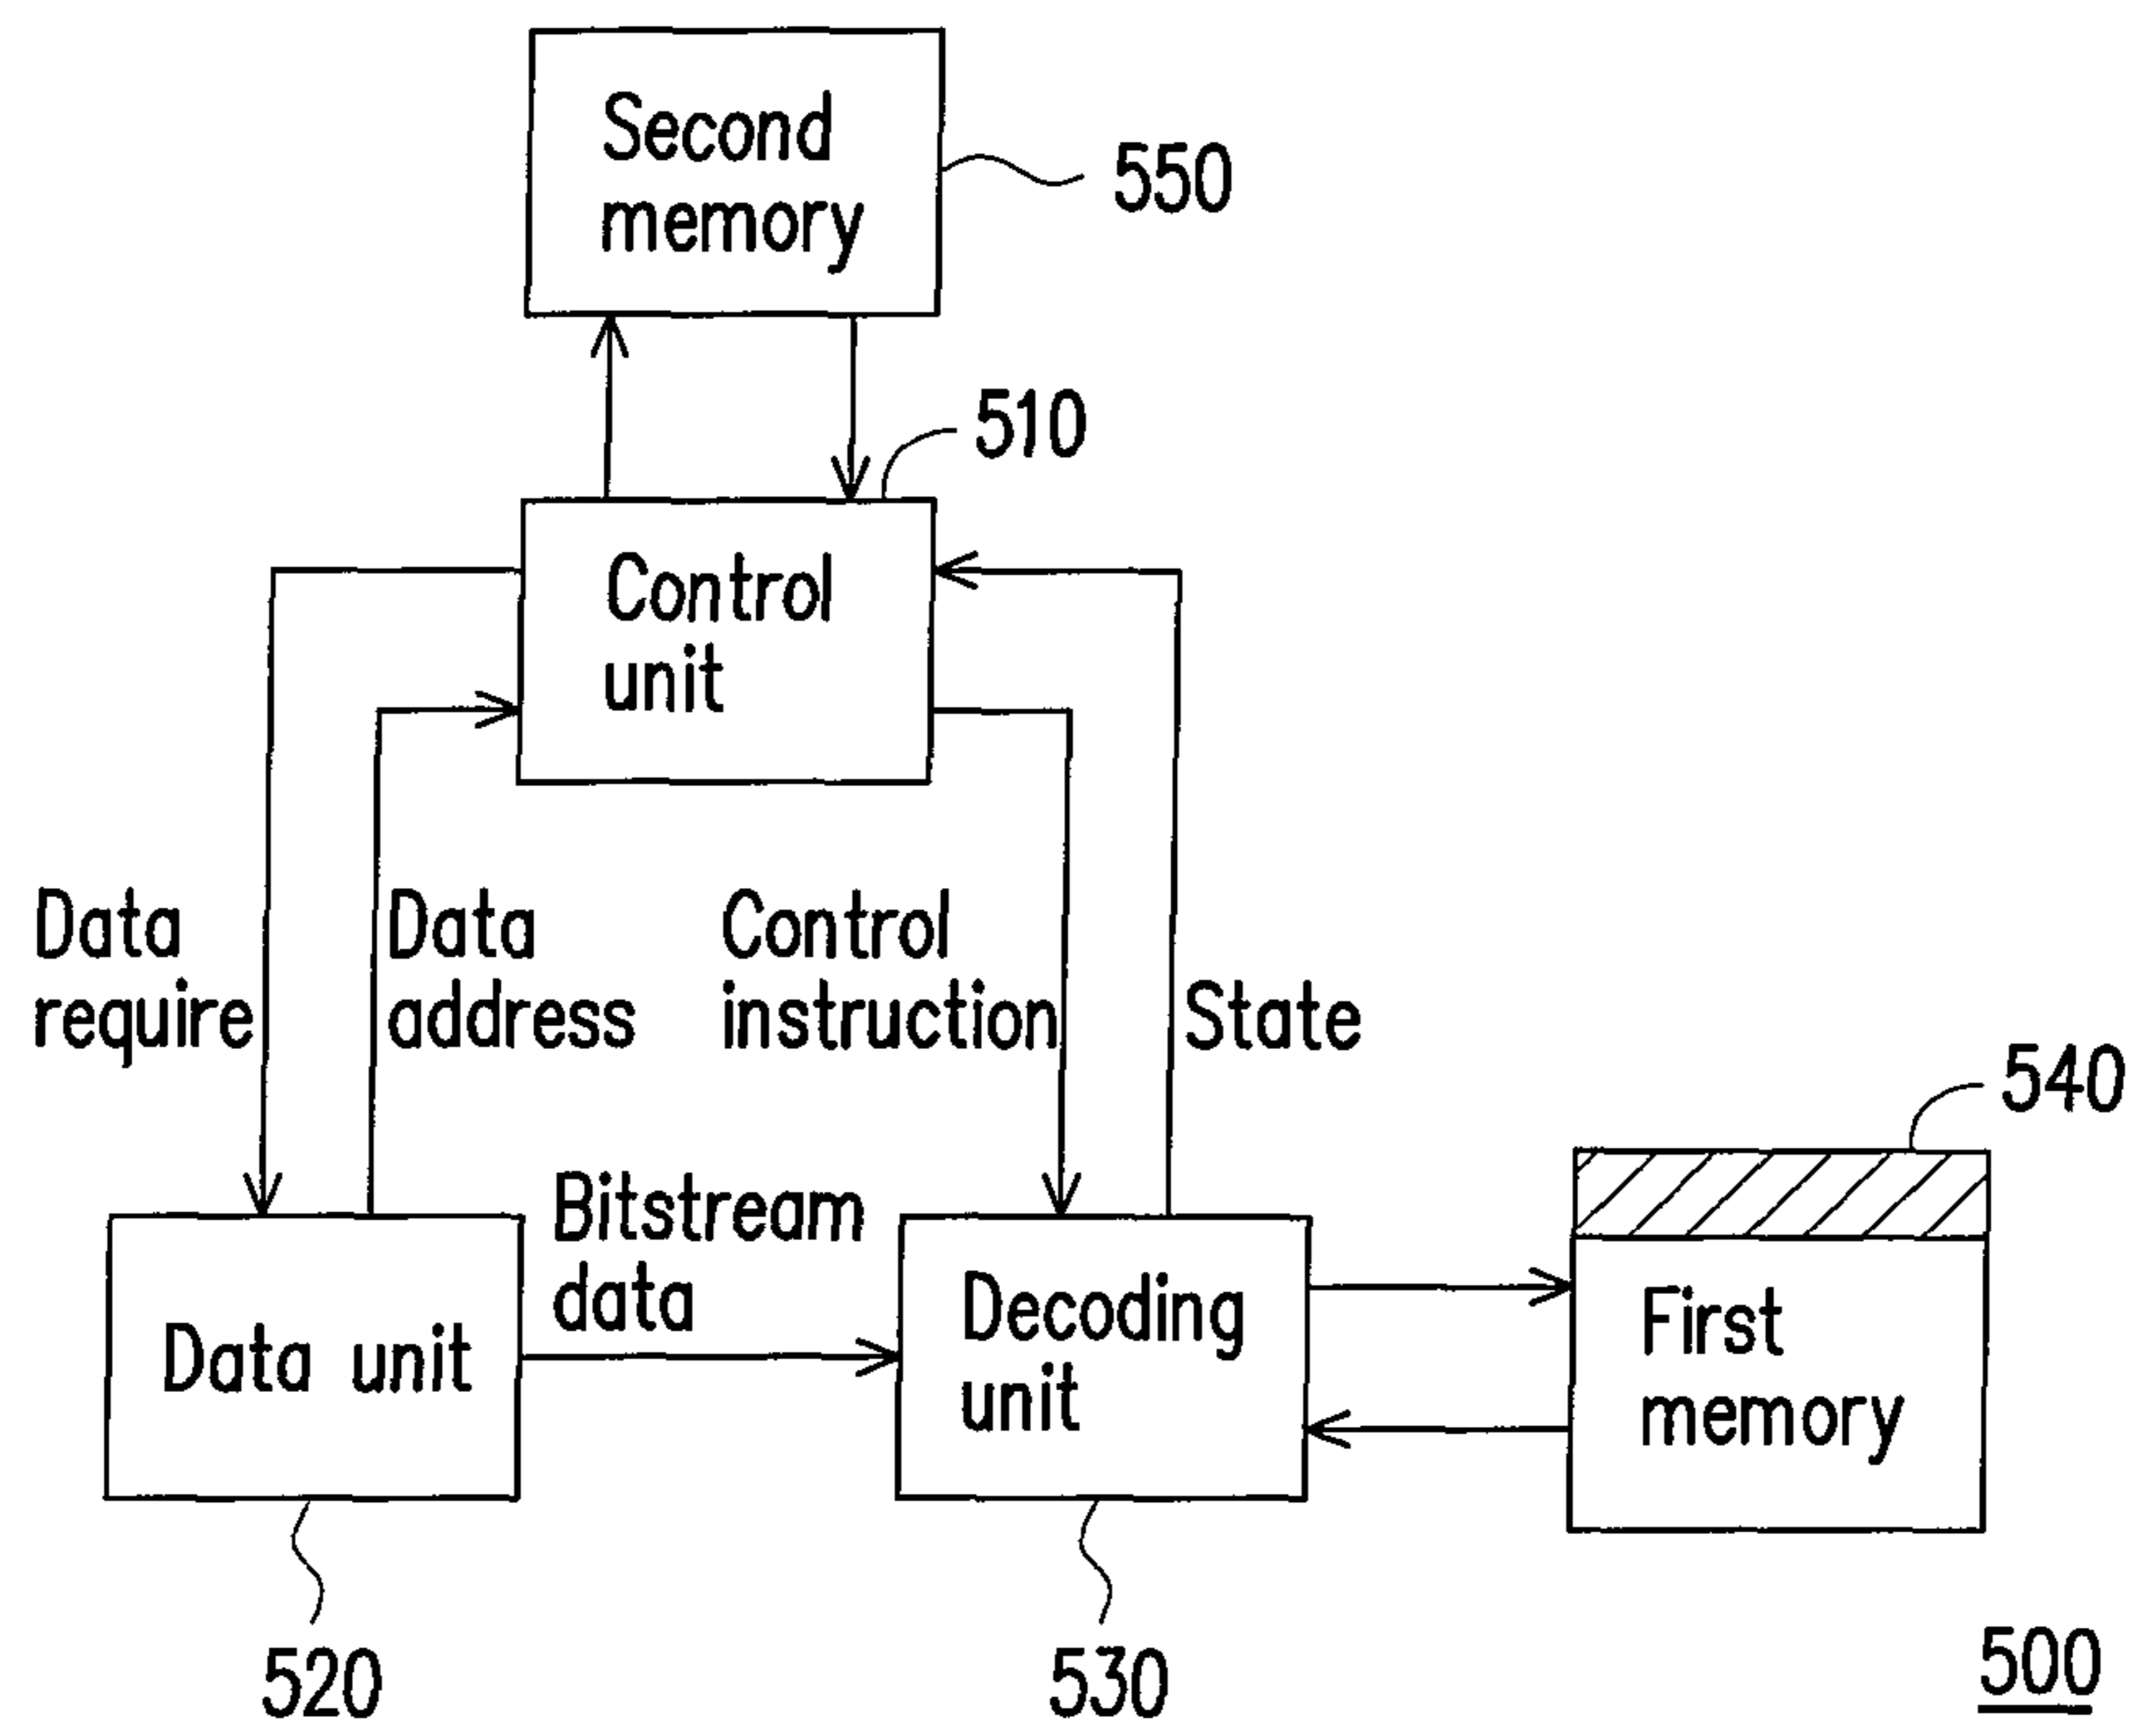 Second
memory
550
510
Control
unit
Data
require
Data
address
Control
instruction
State
540
Bitstream
data
Data unit
Decoding
unit
First
memory
520
530
500